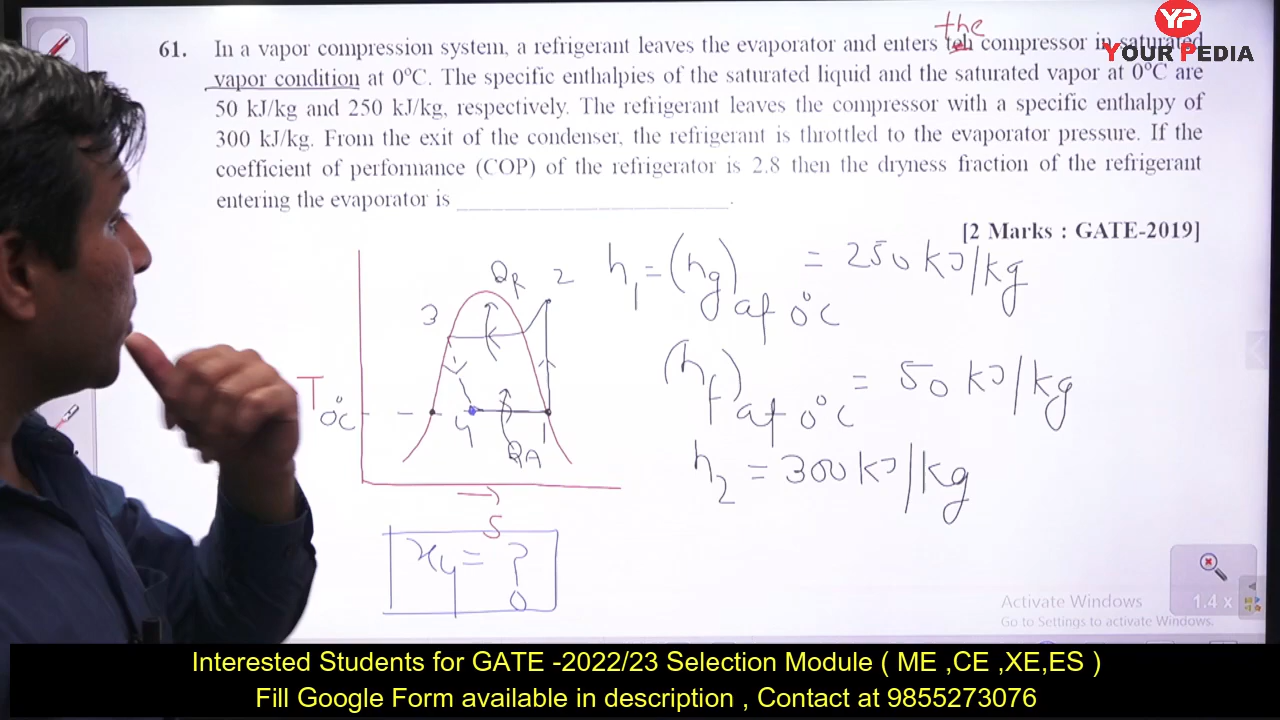 YP
YOUR PEDIA
the
61. In a vapor compression system, a refrigerant leaves the evaporator and enters teh compressor in saturated
vapor condition at 0°C. The specific enthalpies of the saturated liquid and the saturated vapor at 0°C are
50 kJ/kg and 250 kJ/kg, respectively. The refrigerant leaves the compressor with a specific enthalpy of
300 kJ/kg. From the exit of the condenser, the refrigerant is throttled to the evaporator pressure. If the
coefficient of performance (COP) of the refrigerator is 2.8 then the dryness fraction of the refrigerant
entering the evaporator is ____________________.
[2 Marks : GATE-2019]
h1 = (hg) at 0°C = 250 kJ/kg
(hf) at 0°C = 50 kJ/kg
h2 = 300 kJ/kg
QR 2
3
T
0°C
4 1
QA
S
x4 = ?
Activate Windows
Go to Settings to activate Windows.
1.4 x
Interested Students for GATE -2022/23 Selection Module ( ME ,CE ,XE,ES )
Fill Google Form available in description , Contact at 9855273076